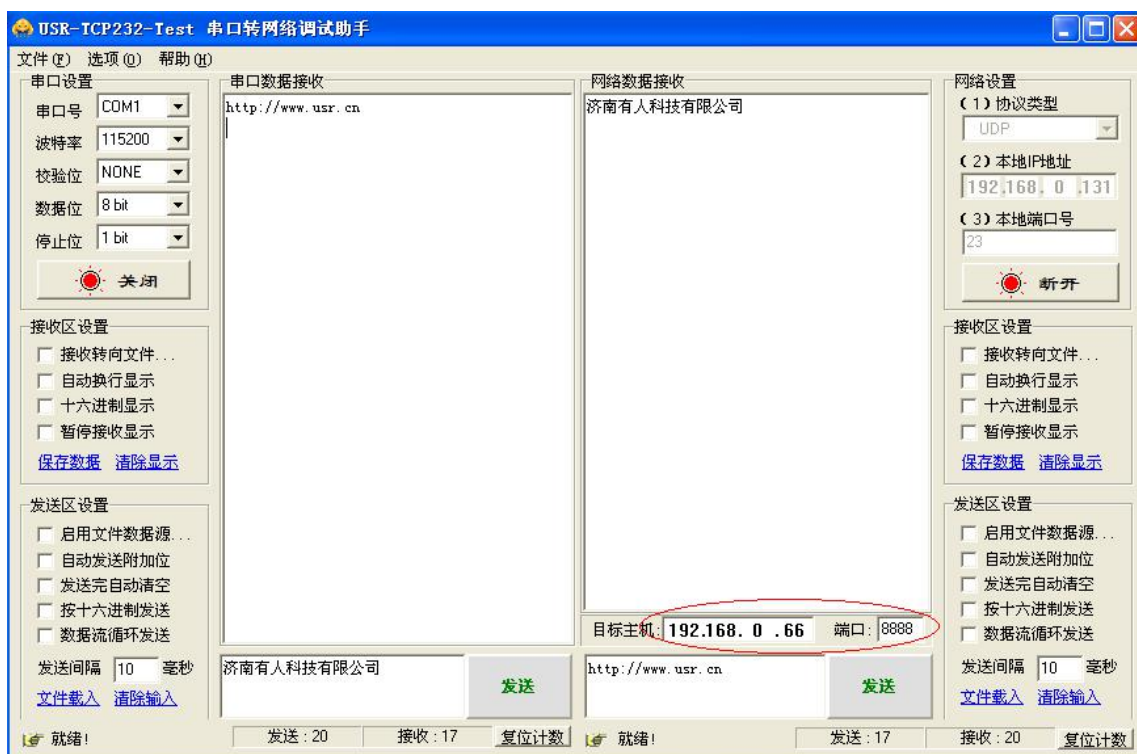 USR-TCP232-Test 串口转网络调试助手
文件(F) 选项(O) 帮助(H)
串口设置
串口号 COM1
波特率 115200
校验位 NONE
数据位 8 bit
停止位 1 bit
关闭
接收区设置
接收转向文件...
自动换行显示
十六进制显示
暂停接收显示
保存数据 清除显示
发送区设置
启用文件数据源...
自动发送附加位
发送完自动清空
按十六进制发送
数据流循环发送
发送间隔 10 毫秒
文件载入 清除输入
串口数据接收
http://www.usr.cn
济南有人科技有限公司
发送
网络数据接收
济南有人科技有限公司
目标主机: 192.168. 0 .66 端口: 8888
http://www.usr.cn
发送
网络设置
(1)协议类型
UDP
(2)本地IP地址
192.168. 0 .131
(3)本地端口号
23
断开
接收区设置
接收转向文件...
自动换行显示
十六进制显示
暂停接收显示
保存数据 清除显示
发送区设置
启用文件数据源...
自动发送附加位
发送完自动清空
按十六进制发送
数据流循环发送
发送间隔 10 毫秒
文件载入 清除输入
就绪! 发送:20 接收:17 复位计数
就绪! 发送:17 接收:20 复位计数